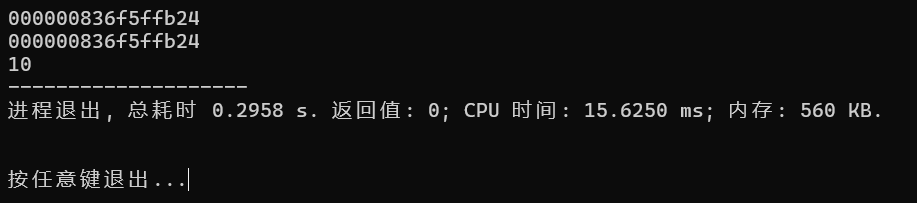 000000836f5ffb24
000000836f5ffb24
10
--------------------
进程退出, 总耗时 0.2958 s. 返回值: 0; CPU 时间: 15.6250 ms; 内存: 560 KB.
按任意键退出...